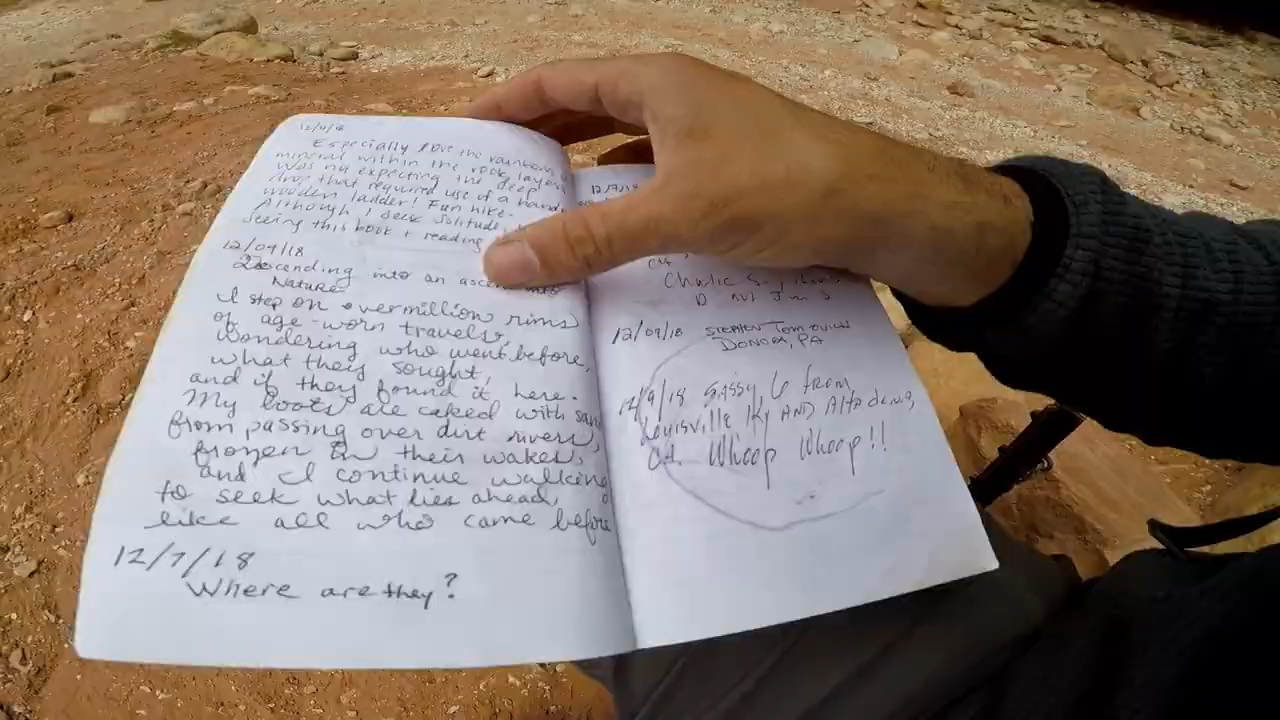 12/4/18
Especially love the rainbow
mineral within the rock layers
Was not expecting the deep
drop that required use of a handy
wooden ladder! Fun hike.
Although I seek solitude,
seeing this book + reading
12/04/18
Descending into an
Nature
I step on vermillion rims
of age-worn travels,
Wondering who went before,
what they sought,
and if they found it here.
My boots are caked with sand
from passing over dirt rivers,
frozen in their wakes,
and I continue walking
to seek what lies ahead,
like all who came before
12/7/18
Where are they?
12/9/18
CA
Charlie S.
12/09/18 STEPHEN
DONORA, PA
12/9/18 Sassy 6 from
Louisville Ky AND Altadena,
CA. Whoop Whoop!!